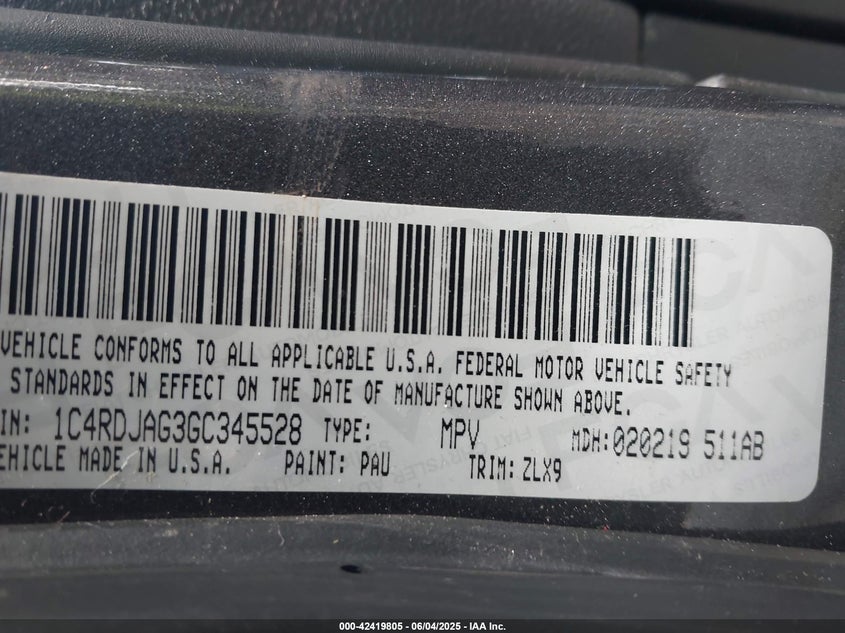 VEHICLE CONFORMS TO ALL APPLICABLE U.S.A. FEDERAL MOTOR VEHICLE SAFETY
STANDARDS IN EFFECT ON THE DATE OF MANUFACTURE SHOWN ABOVE.
IN: 1C4RDJAG3GC345528 TYPE: MPV MDH: 020219 511AB
EHICLE MADE IN U.S.A. PAINT: PAU TRIM: ZLX9
000-42419805 - 06/04/2025 - IAA Inc.